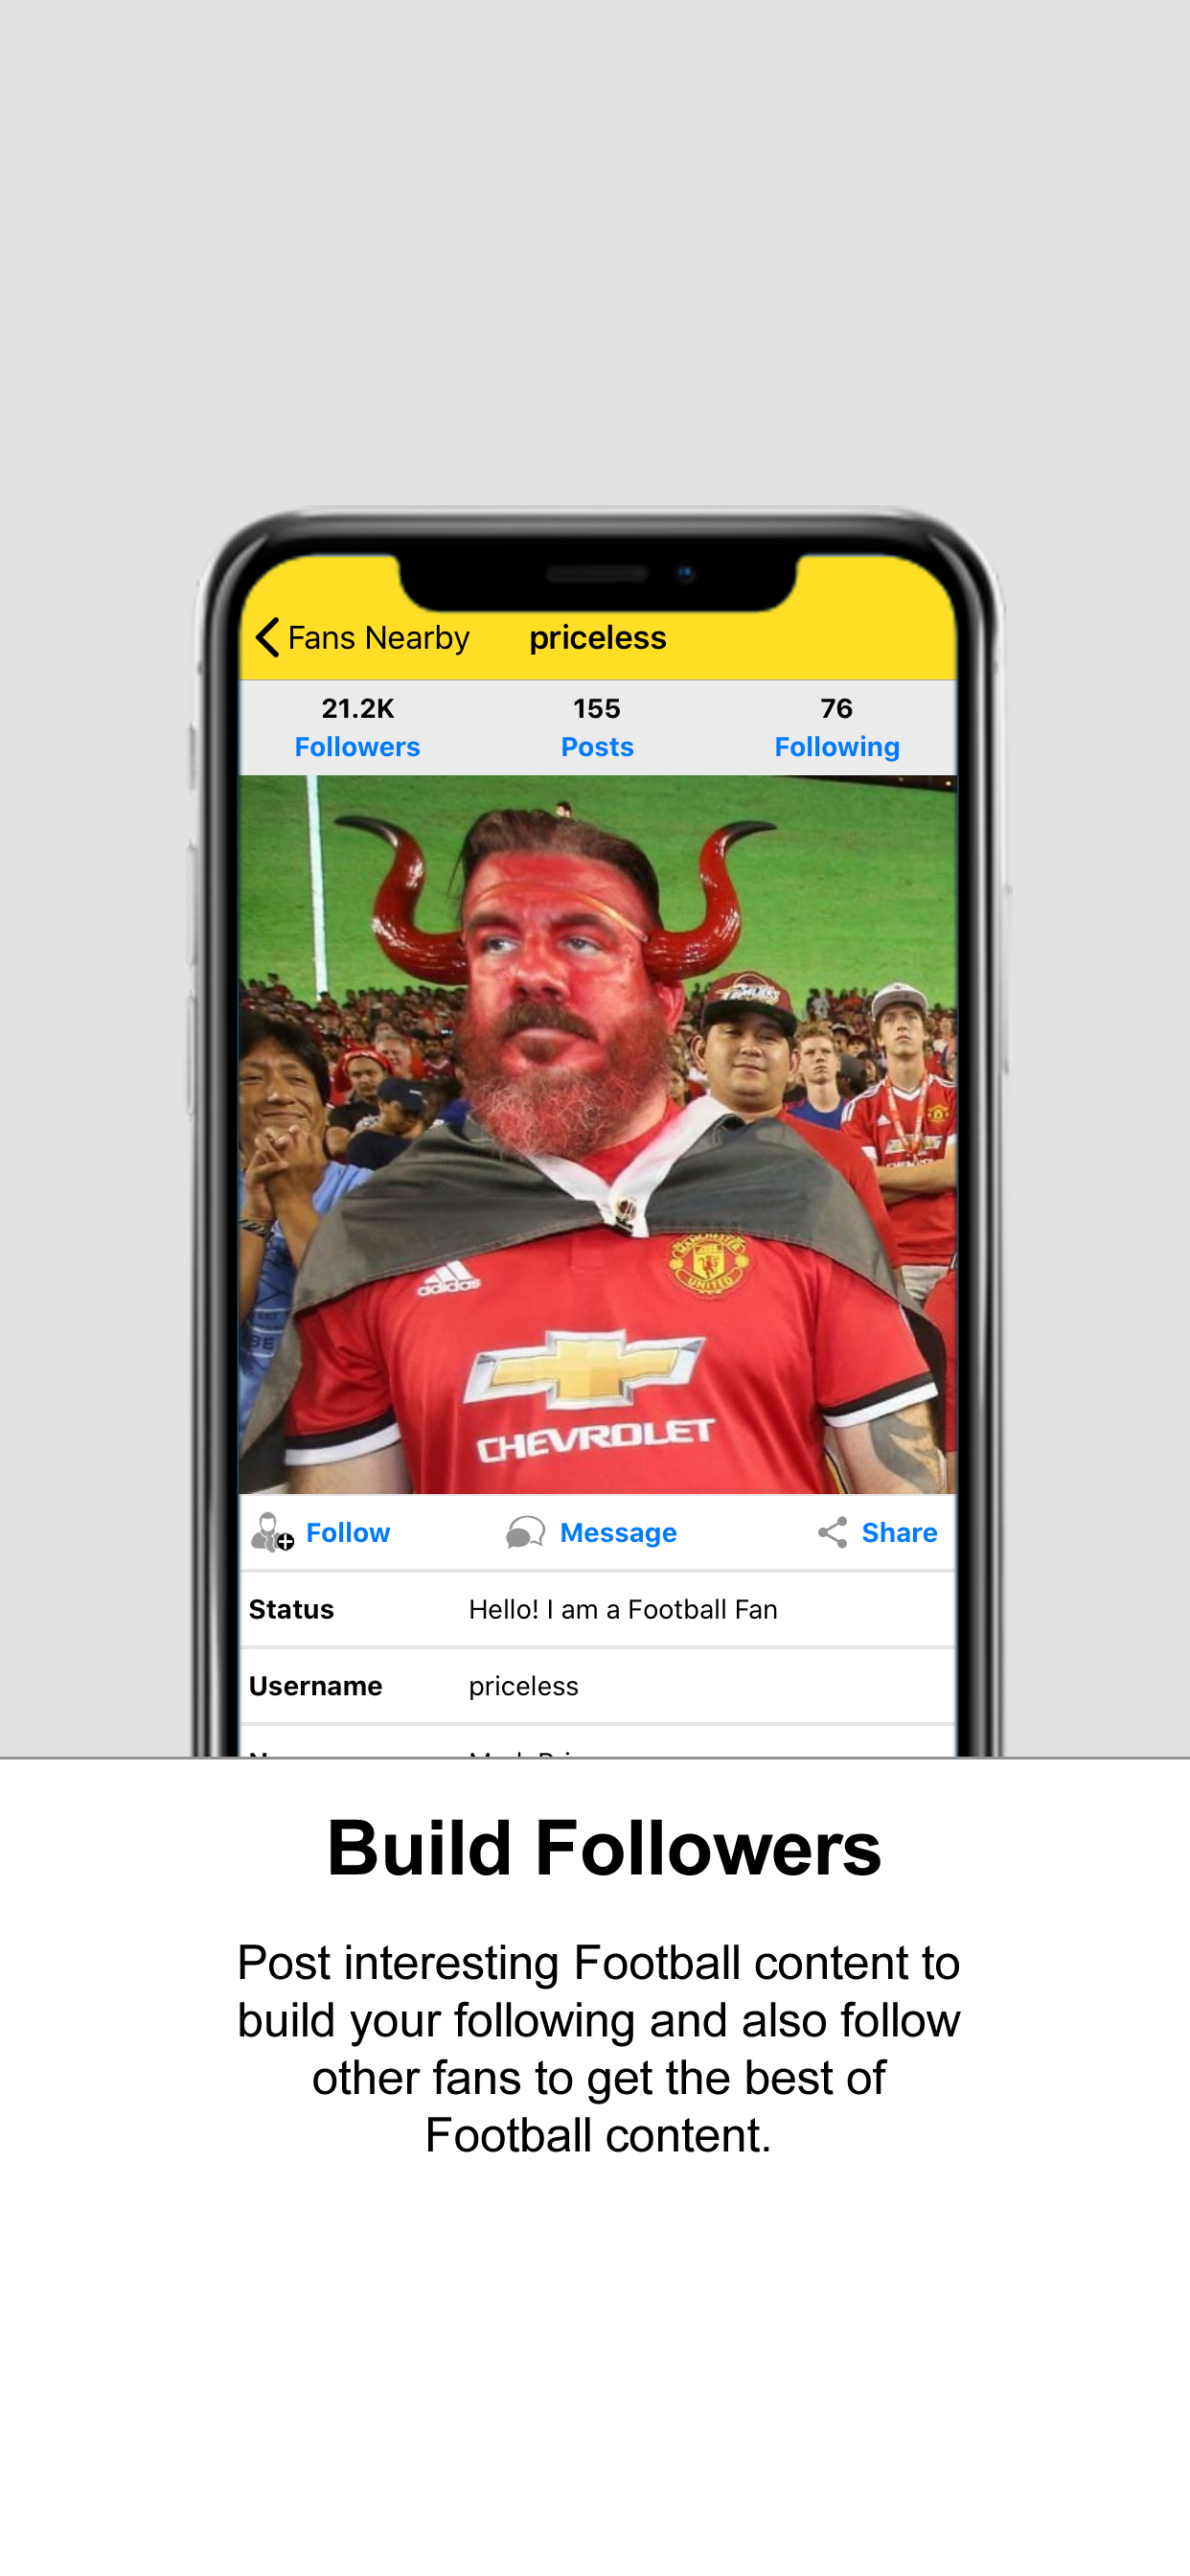 Fans Nearby priceless
21.2K 155 76
Followers Posts Following
adidas
MANCHESTER
UNITED
CHEVROLET
Follow Message Share
Status Hello! I am a Football Fan
Username priceless
Build Followers
Post interesting Football content to
build your following and also follow
other fans to get the best of
Football content.